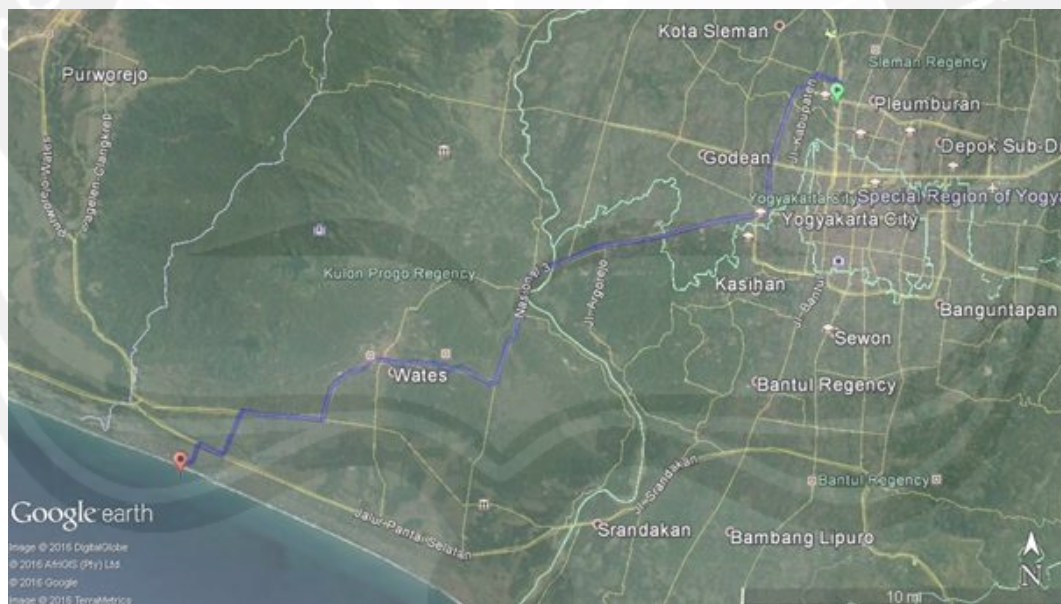 Kota Sleman
Purworejo
Sleman Regency
Pleumburan
Jl-Kabupaten
Godean
Depok Sub-Di
Purworejo-Wates
Yogyakarta City
Special Region of Yogya
Yogyakarta City
Kulon Progo Regency
Nasional 3
Jl-Argorejo
Kasihan
Jl-Bantul
Banguntapan
Sewon
Wates
Bantul Regency
Jl-Srandakan
Bantul Regency
Google earth
Jalur-Pantai-Selatan
Srandakan
Bambang Lipuro
Image © 2016 DigitalGlobe
© 2016 AfriGIS (Pty) Ltd.
© 2016 Google
Image © 2016 TerraMetrics
N
10 mi